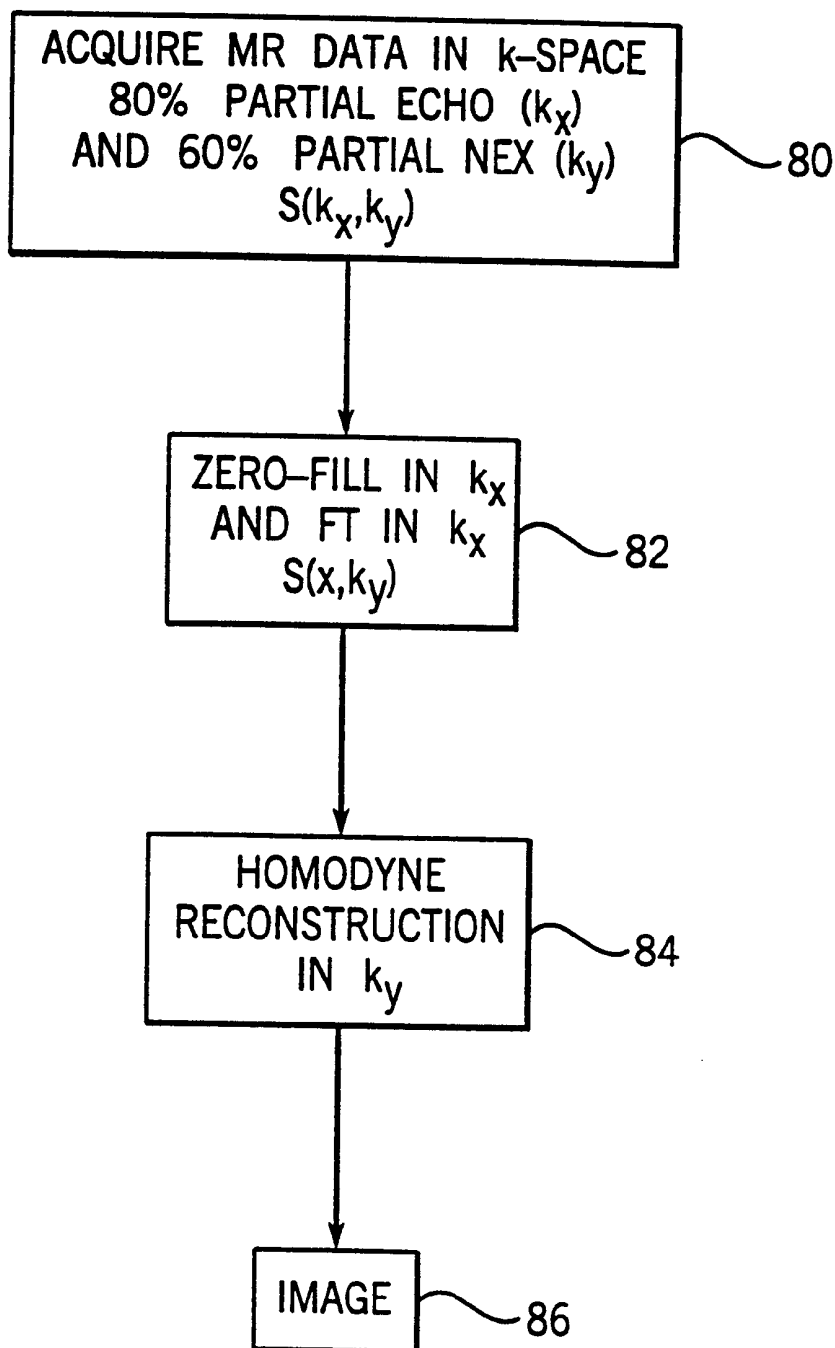 ACQUIRE MR DATA IN k-SPACE
80% PARTIAL ECHO (kx)
AND 60% PARTIAL NEX (ky)
S(kx,ky)
80
ZERO-FILL IN kx
AND FT IN kx
S(x,ky)
82
HOMODYNE
RECONSTRUCTION
IN ky
84
IMAGE
86